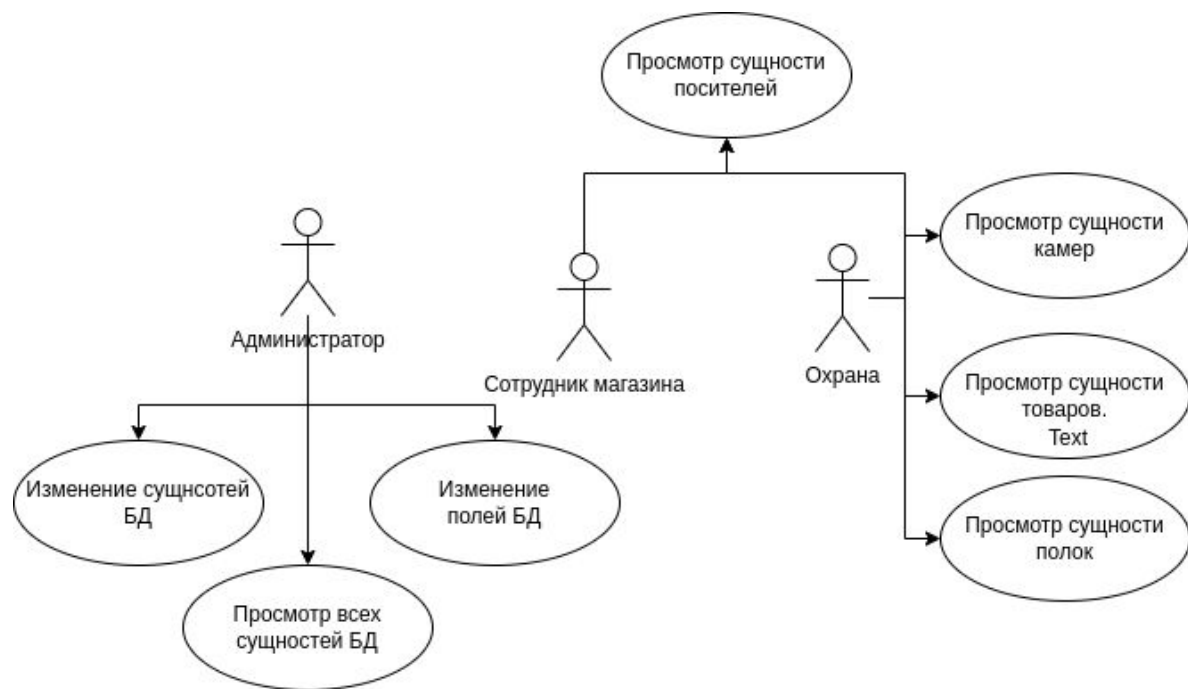 Просмотр сущности
посителей
Просмотр сущности
камер
Администратор
Сотрудник магазина
Охрана
Просмотр сущности
товаров.
Text
Изменение сущнсотей
БД
Изменение
полей БД
Просмотр сущности
полок
Просмотр всех
сущностей БД